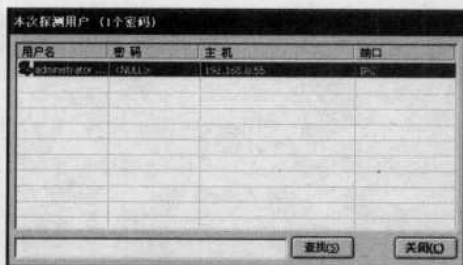 本次探测用户 (1个密码)
用户名 密码 主机 端口
administrator... <NULL> 192.168.0.55 IPC
查找(S) 关闭(C)